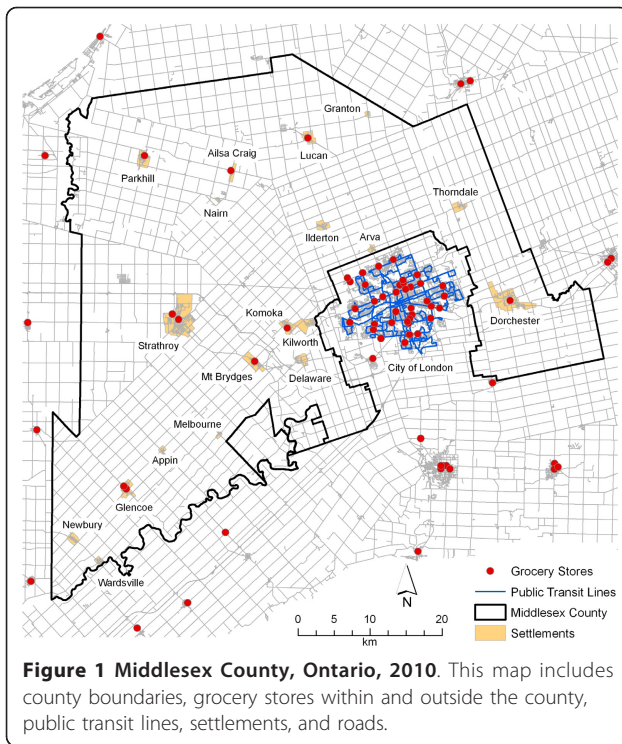 Granton
Ailsa Craig
Lucan
Parkhill
Thorndale
Nairn
Ilderton
Arva
Komoka
Strathroy
Kilworth
Dorchester
Mt Brydges
Delaware
City of London
Melbourne
Appin
Glencoe
Newbury
Wardsville
N
Grocery Stores
Public Transit Lines
Middlesex County
Settlements
0 5 10 20
km
Figure 1 Middlesex County, Ontario, 2010. This map includes
county boundaries, grocery stores within and outside the county,
public transit lines, settlements, and roads.